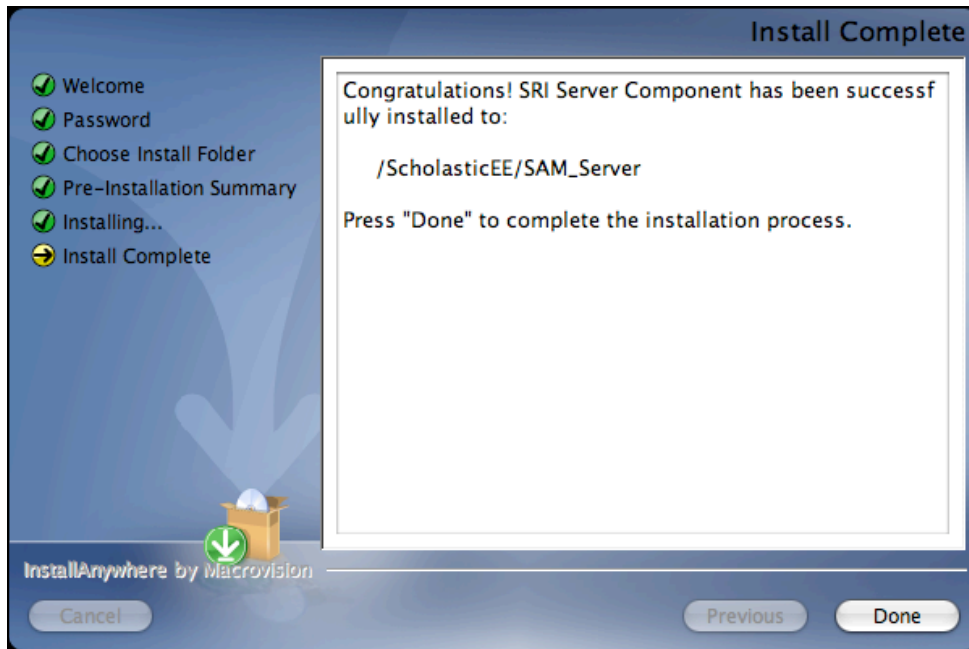 Install Complete
Welcome
Password
Choose Install Folder
Pre-Installation Summary
Installing...
Install Complete
Congratulations! SRI Server Component has been successf
ully installed to:
/ScholasticEE/SAM_Server
Press "Done" to complete the installation process.
InstallAnywhere by Macrovision
Cancel
Previous
Done